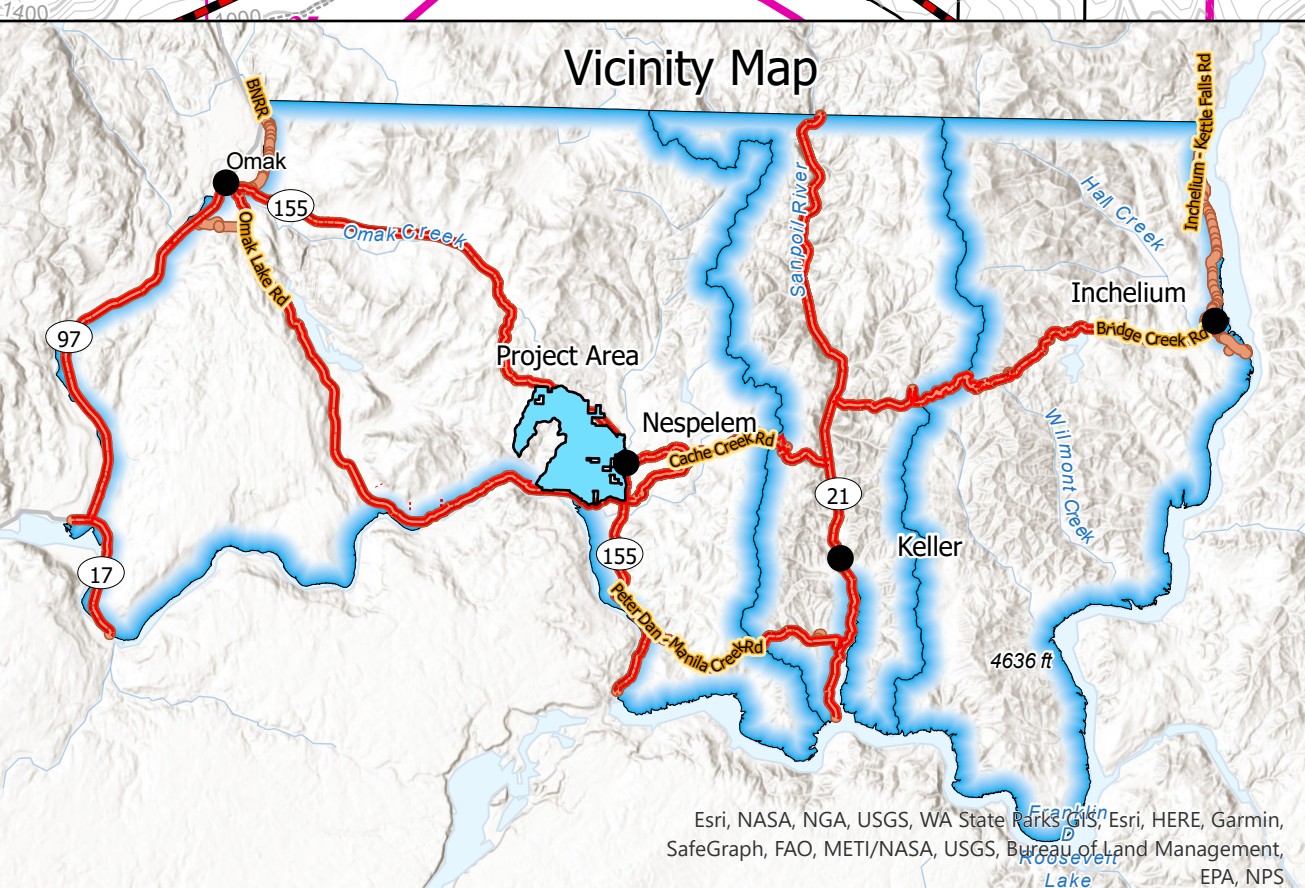 1400
1000
Vicinity Map
BNRR
Inchelium - Kettle Falls Rd
Omak
155
Sanpoil River
Hall Creek
Omak Creek
Omak Lake Rd
Inchelium
97
Bridge Creek Rd
Project Area
Nespelem
Cache Creek Rd
Wilmont Creek
21
Keller
155
17
Peter Dan - Manila Creek Rd
4636 ft
Franklin
D
Roosevelt
Lake
Esri, NASA, NGA, USGS, WA State Parks GIS, Esri, HERE, Garmin,
SafeGraph, FAO, METI/NASA, USGS, Bureau of Land Management,
EPA, NPS